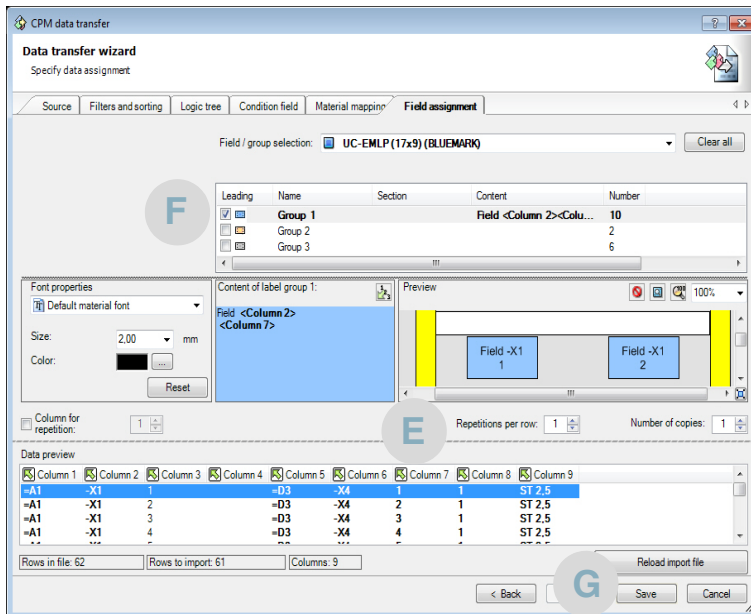 CPM data transfer
Data transfer wizard
Specify data assignment
Source Filters and sorting Logic tree Condition field Material mapping Field assignment
Field / group selection: UC-EMLP (17x9) (BLUEMARK) Clear all
F
Leading Name Section Content Number
Group 1 Field <Column 2><Colu... 10
Group 2 2
Group 3 6
Font properties
Default material font
Size: 2,00 mm
Color: ...
Reset
Content of label group 1:
Field <Column 2>
<Column 7>
Preview 100%
Field -X1
1
Field -X1
2
Column for
repetition: 1
E
Repetitions per row: 1 Number of copies: 1
Data preview
Column 1 Column 2 Column 3 Column 4 Column 5 Column 6 Column 7 Column 8 Column 9
=A1 -X1 1 =D3 -X4 1 1 ST 2,5
=A1 -X1 2 =D3 -X4 2 1 ST 2,5
=A1 -X1 3 =D3 -X4 3 1 ST 2,5
=A1 -X1 4 =D3 -X4 4 1 ST 2,5
Rows in file: 62 Rows to import: 61 Columns: 9
Reload import file
G
< Back Save Cancel